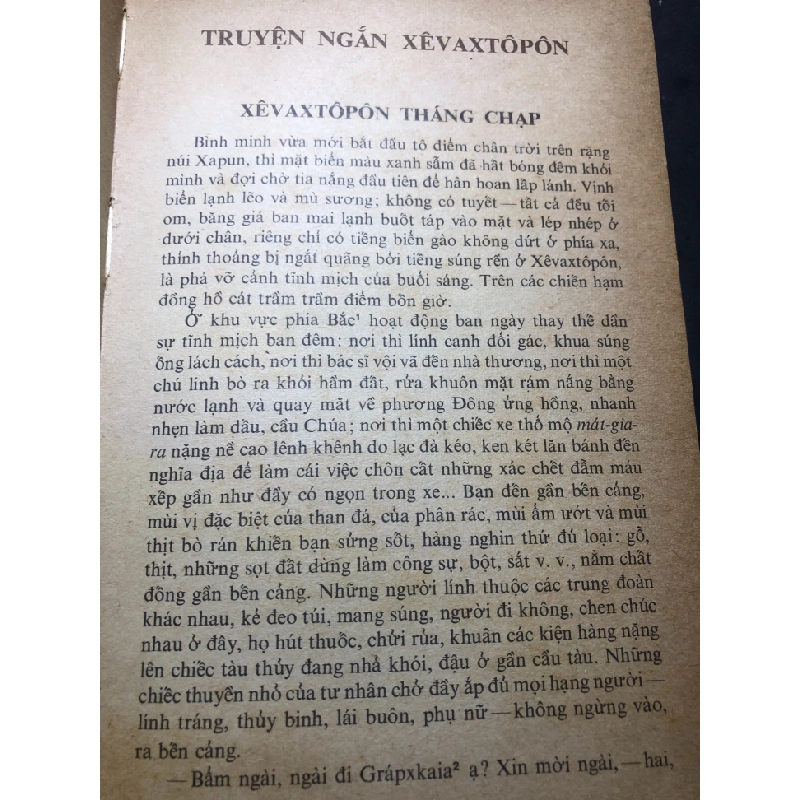 TRUYỆN NGẮN XÊVAXTÔPÔN
XÊVAXTÔPÔN THÁNG CHẠP
Bình minh vừa mới bắt đầu tô điểm chân trời trên rặng
núi Xapun, thì mặt biển màu xanh sẫm đã hất bóng đêm khỏi
mình và đợi chờ tia nắng đầu tiên để hân hoan lấp lánh. Vịnh
biển lạnh lẽo và mù sương; không có tuyết — tất cả đều tối
om, băng giá ban mai lạnh buốt táp vào mặt và lép nhép ở
dưới chân, riêng chỉ có tiếng biển gào không dứt ở phía xa,
thỉnh thoảng bị ngắt quãng bởi tiếng súng rền ở Xêvaxtôpôn,
là phá vỡ cảnh tĩnh mịch của buổi sáng. Trên các chiến hạm
đồng hồ cát trầm trầm điểm bốn giờ.
Ở khu vực phía Bắc¹ hoạt động ban ngày thay thế dần
sự tĩnh mịch ban đêm: nơi thì lính canh đổi gác, khua súng
ống lách cách, nơi thì bác sĩ vội vã đến nhà thương, nơi thì một
chú lính bò ra khỏi hầm đất, rửa khuôn mặt rám nắng bằng
nước lạnh và quay mặt về phương Đông ửng hồng, nhanh
nhẹn làm dấu, cầu Chúa; nơi thì một chiếc xe thồ mộ mát-gia-
ra nặng nề cao lênh khênh do lạc đà kéo, ken két lăn bánh đến
nghĩa địa để làm cái việc chôn cất những xác chết đẫm máu
xếp gần như đầy có ngọn trong xe... Bạn đến gần bến cảng,
mùi vị đặc biệt của than đá, của phân rác, mùi ẩm ướt và mùi
thịt bò rán khiến bạn sửng sốt, hàng nghìn thứ đủ loại: gỗ,
thịt, những sọt đất dùng làm công sự, bột, sắt v. v., nằm chất
đống gần bến cảng. Những người lính thuộc các trung đoàn
khác nhau, kẻ đeo túi, mang súng, người đi không, chen chúc
nhau ở đây, họ hút thuốc, chửi rủa, khuân các kiện hàng nặng
lên chiếc tàu thủy đang nhả khói, đậu ở gần cầu tàu. Những
chiếc thuyền nhỏ của tư nhân chở đầy ắp đủ mọi hạng người —
lính tráng, thủy binh, lái buôn, phụ nữ — không ngừng vào,
ra bến cảng.
— Bẩm ngài, ngài đi Grápxkaia² ạ? Xin mời ngài, — hai,